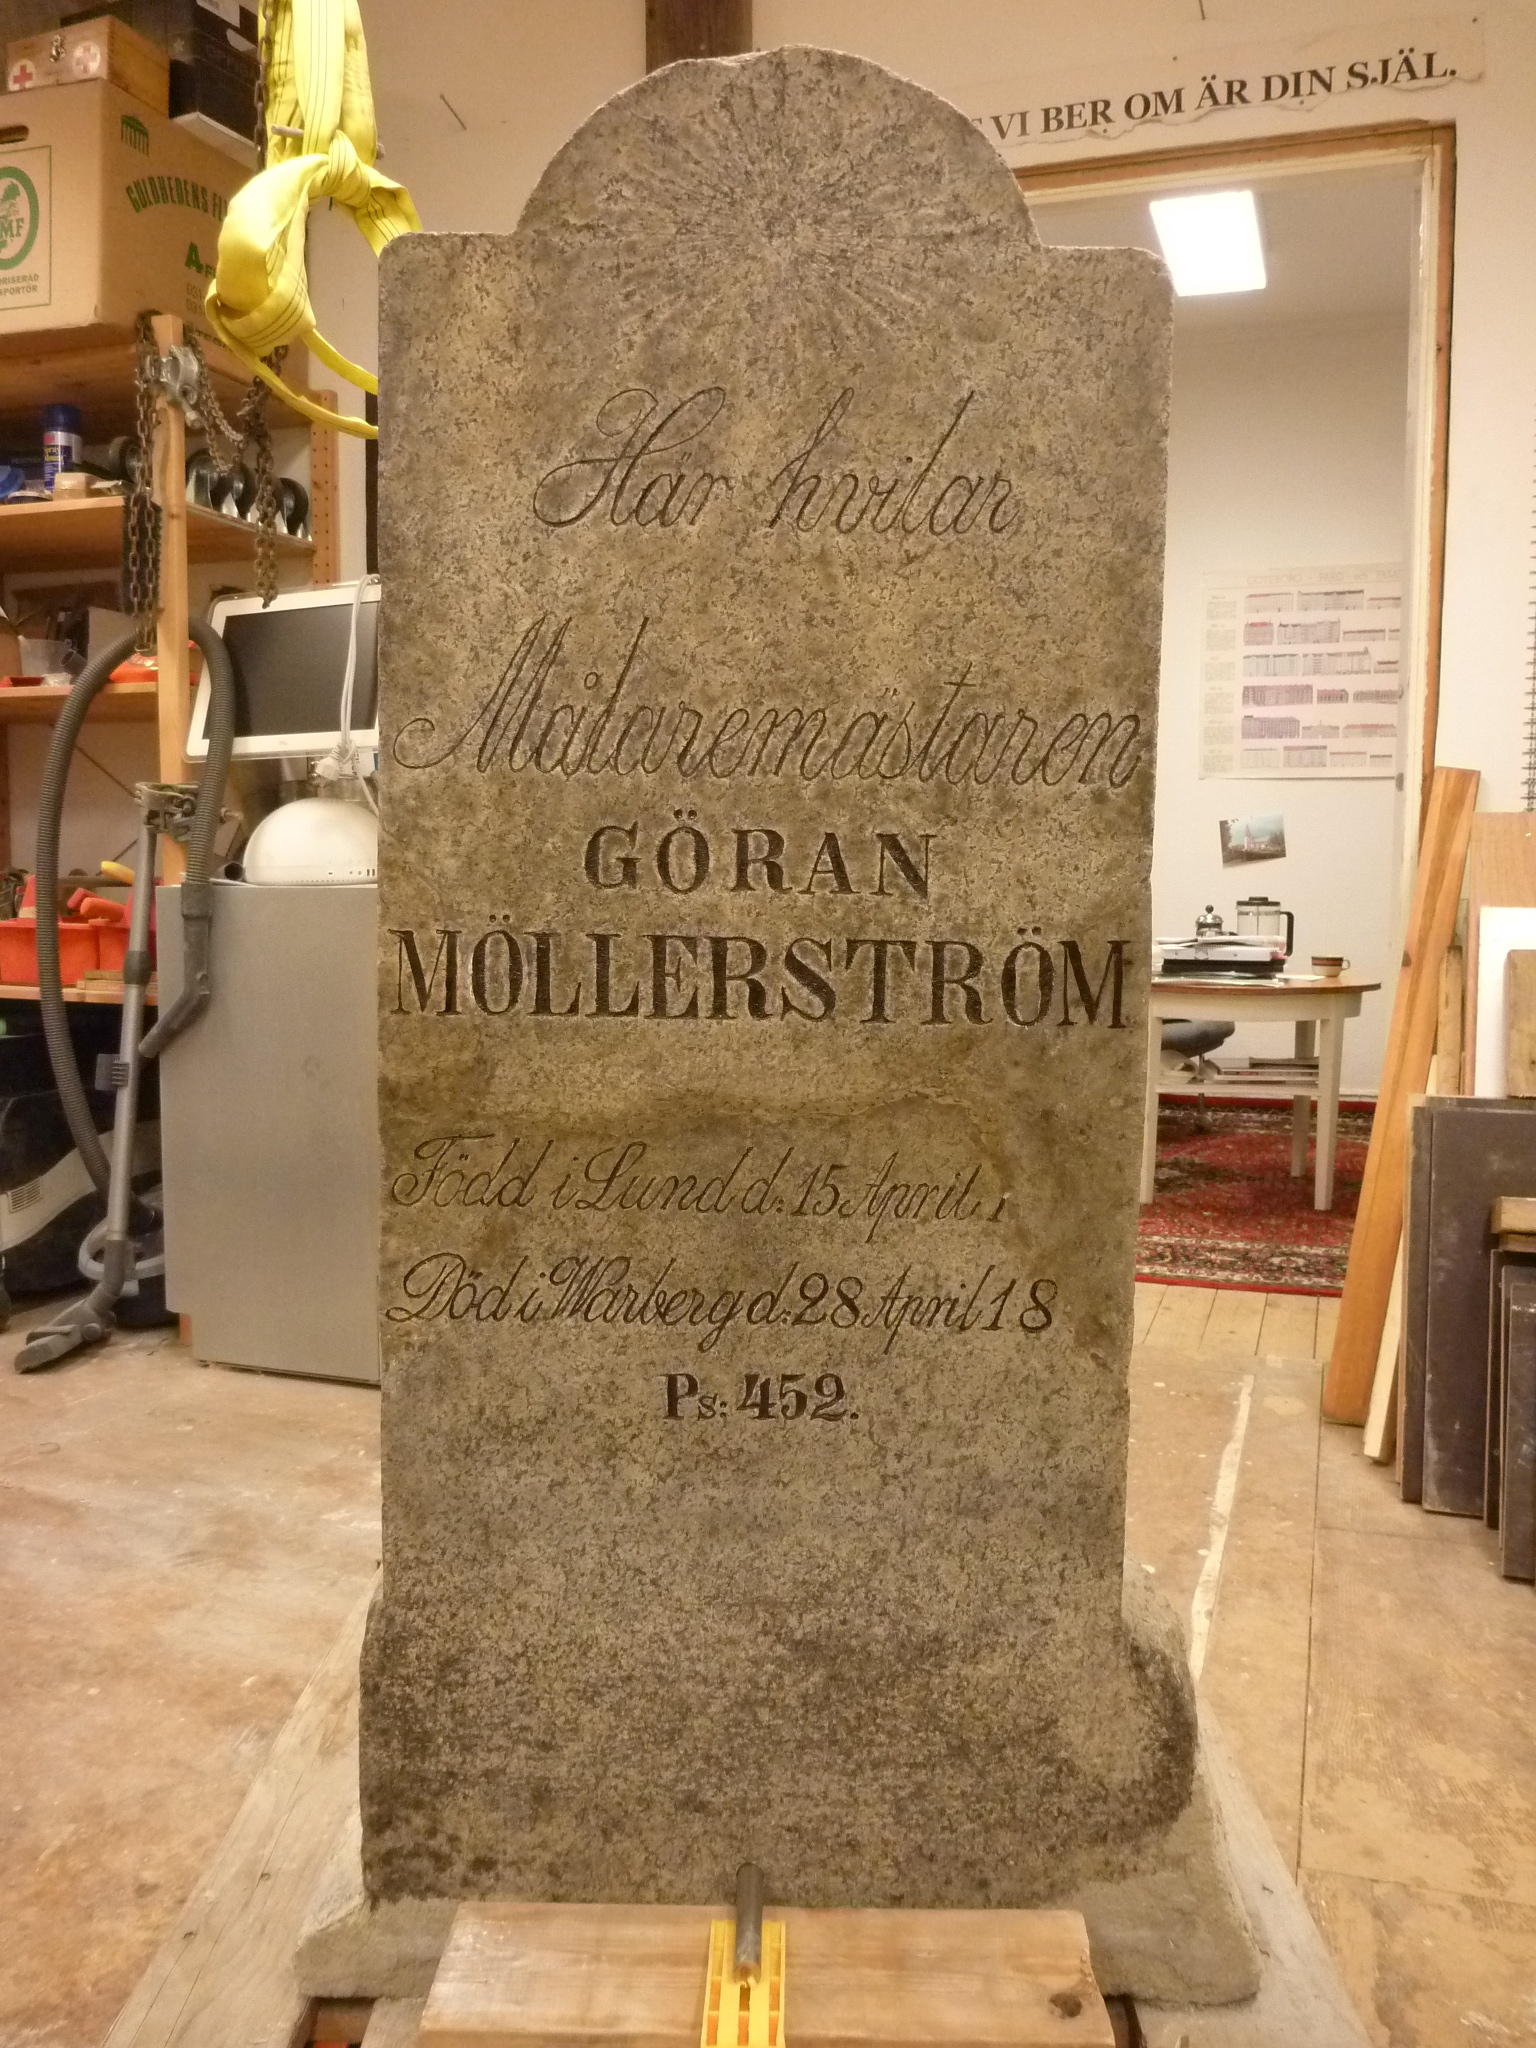 VI BER OM ÄR DIN SJÄL.
GULDHEDENS
Här hvilar
Målaremästaren
GÖRAN
MÖLLERSTRÖM
Född i Lund d: 15 April 1
Död i Warberg d: 28 April 18
Ps: 452.